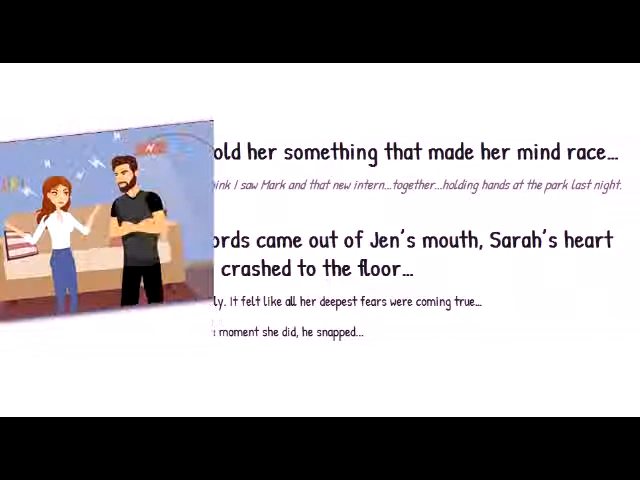 old her something that made her mind race...
ink I saw Mark and that new intern...together...holding hands at the park last night.
ords came out of Jen's mouth, Sarah's heart
crashed to the floor...
ly. It felt like all her deepest fears were coming true...
moment she did, he snapped...